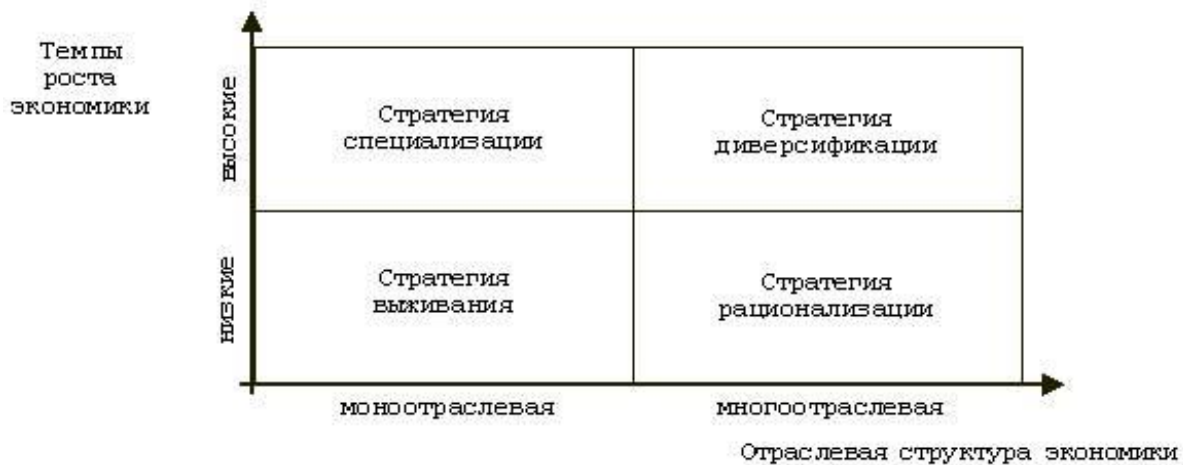 Темпы
роста
экономики
высокие
Стратегия
специализации
Стратегия
диверсификации
низкие
Стратегия
выживания
Стратегия
рационализации
моноотраслевая
многоотраслевая
Отраслевая структура экономики